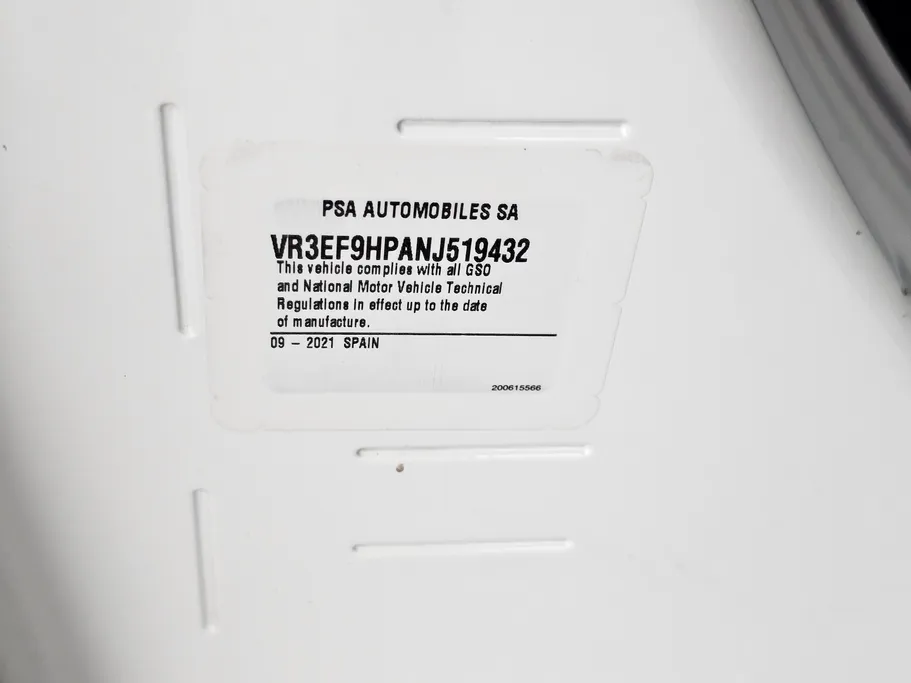 PSA AUTOMOBILES SA
VR3EF9HPANJ519432
This vehicle complies with all GSO
and National Motor Vehicle Technical
Regulations in effect up to the date
of manufacture.
09 – 2021 SPAIN
200615566